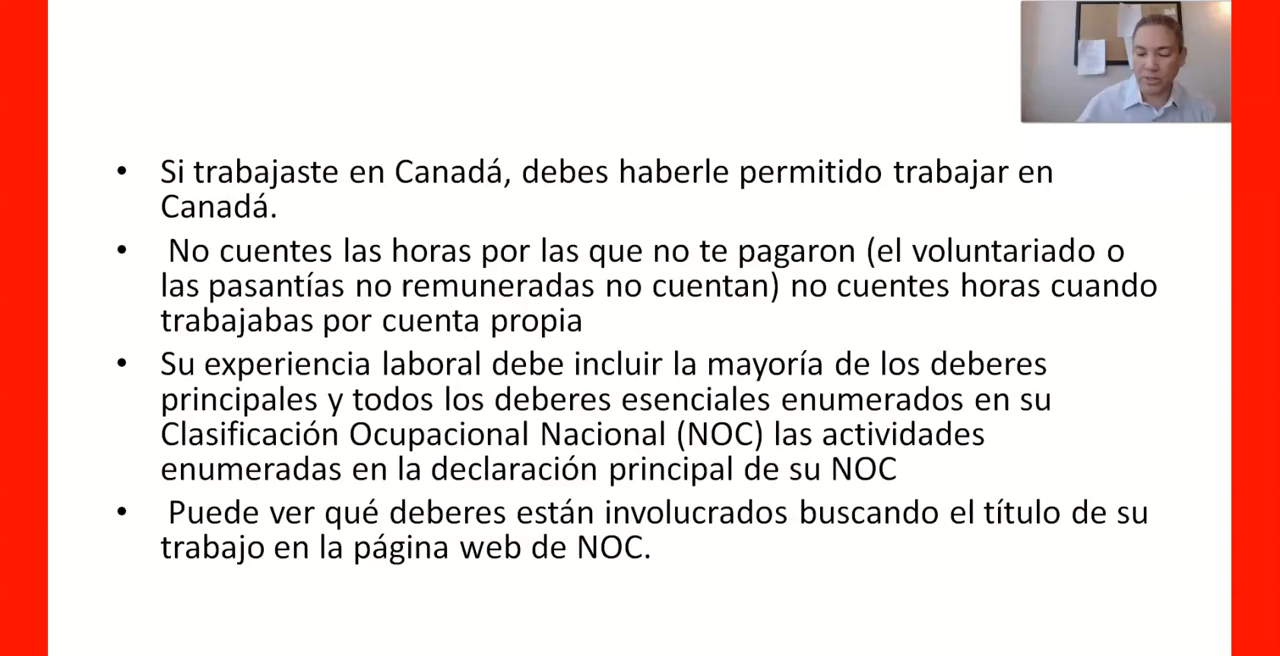 • Si trabajaste en Canadá, debes haberle permitido trabajar en
Canadá.
• No cuentes las horas por las que no te pagaron (el voluntariado o
las pasantías no remuneradas no cuentan) no cuentes horas cuando
trabajabas por cuenta propia
• Su experiencia laboral debe incluir la mayoría de los deberes
principales y todos los deberes esenciales enumerados en su
Clasificación Ocupacional Nacional (NOC) las actividades
enumeradas en la declaración principal de su NOC
• Puede ver qué deberes están involucrados buscando el título de su
trabajo en la página web de NOC.